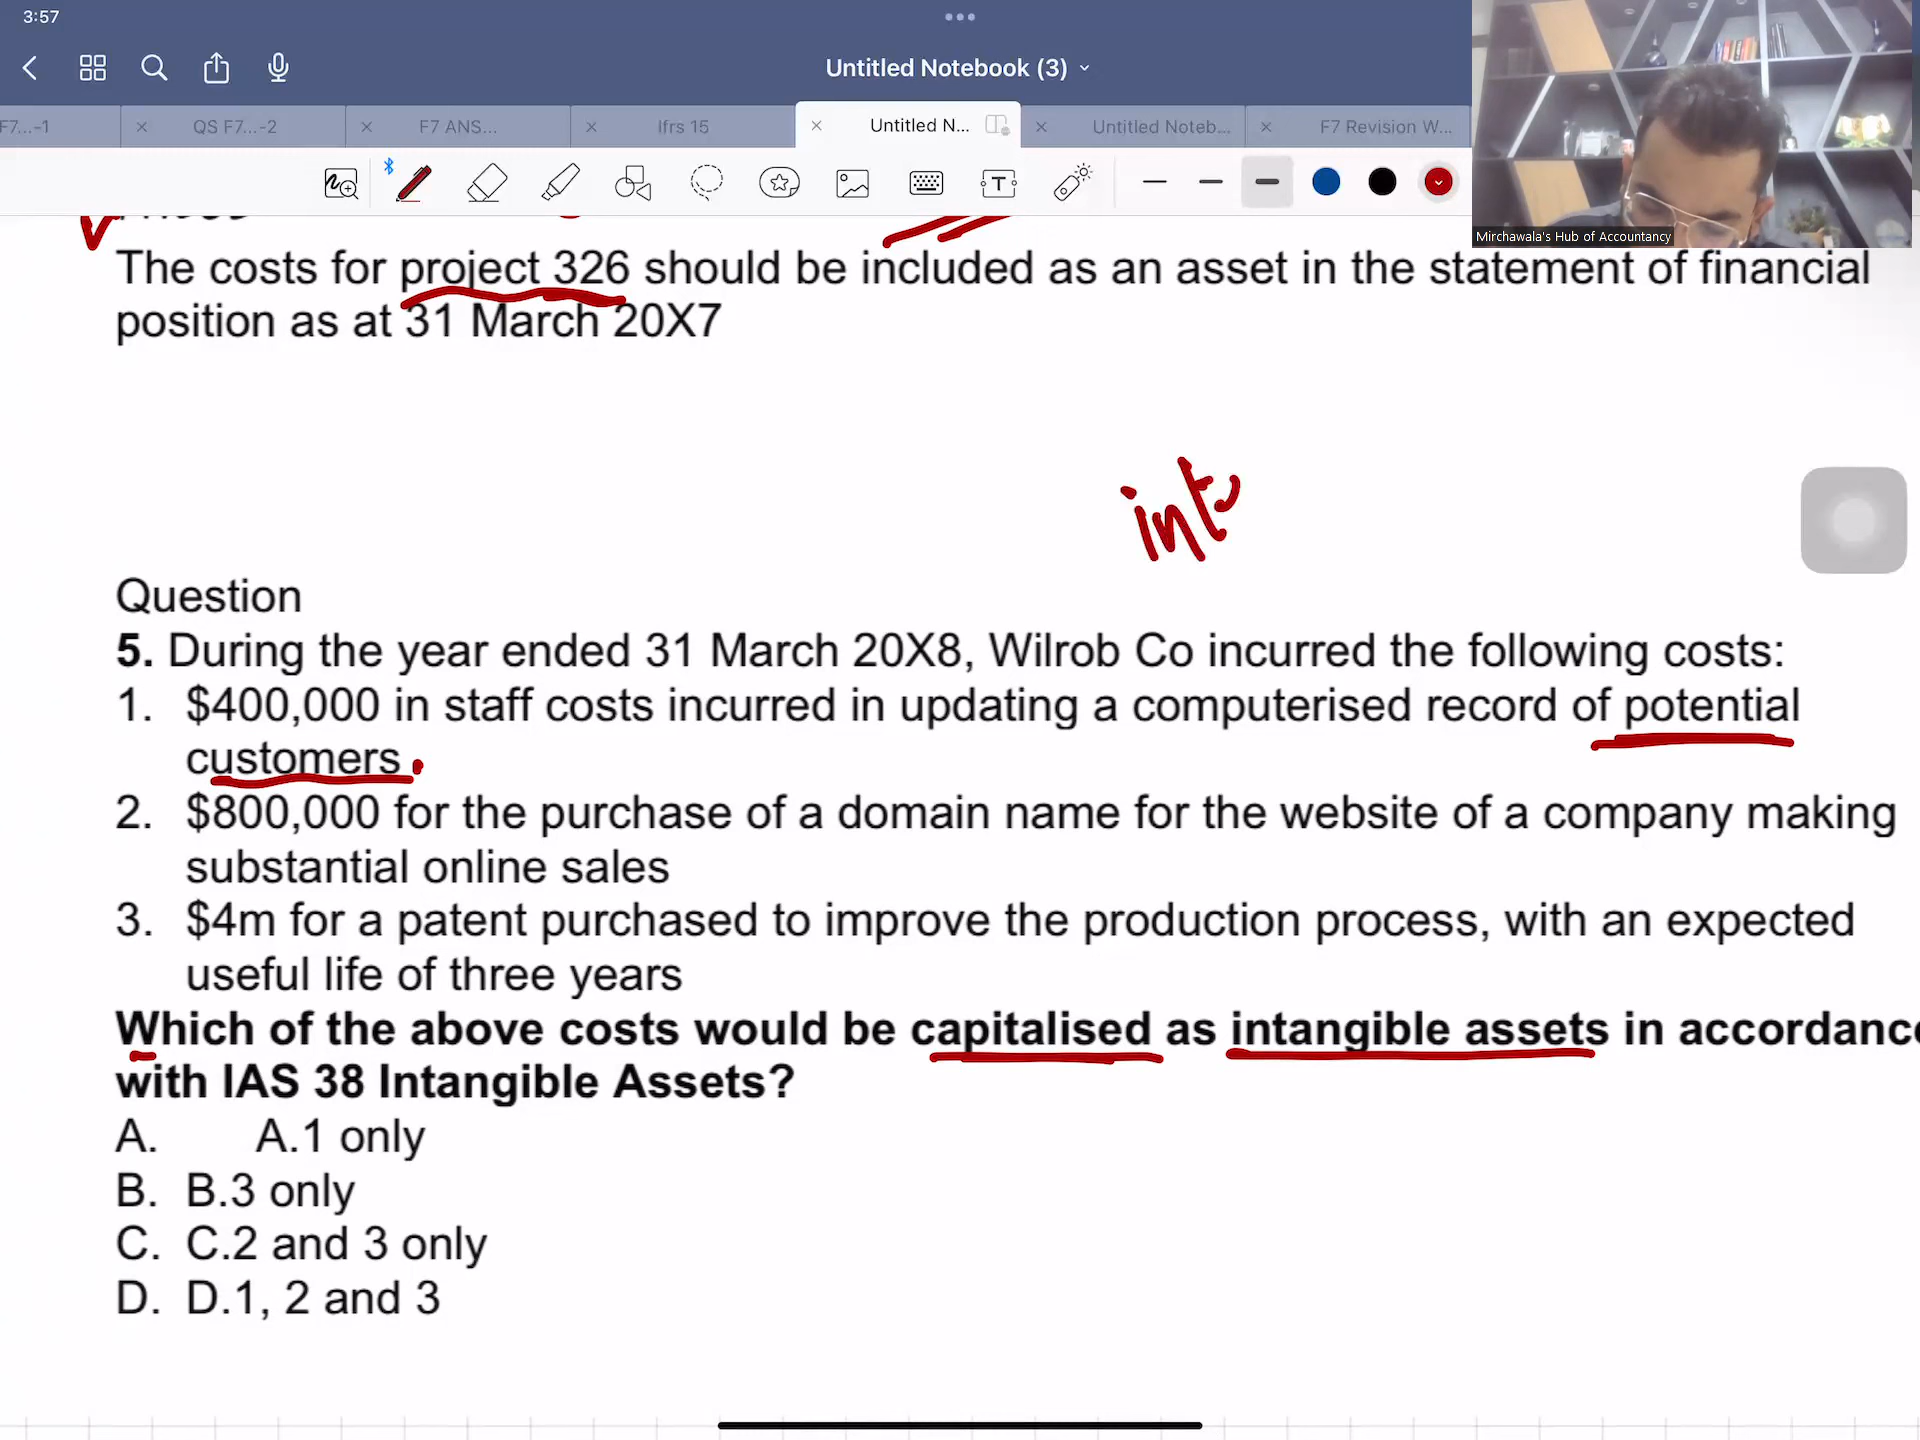 3:57
Untitled Notebook (3)
F7...-1
QS F7...-2
F7 ANS...
Ifrs 15
Untitled N...
Untitled Noteb...
F7 Revision W...
Mirchawala's Hub of Accountancy
The costs for project 326 should be included as an asset in the statement of financial
position as at 31 March 20X7
int
Question
5. During the year ended 31 March 20X8, Wilrob Co incurred the following costs:
1. $400,000 in staff costs incurred in updating a computerised record of potential
customers
2. $800,000 for the purchase of a domain name for the website of a company making
substantial online sales
3. $4m for a patent purchased to improve the production process, with an expected
useful life of three years
Which of the above costs would be capitalised as intangible assets in accordance
with IAS 38 Intangible Assets?
A. A.1 only
B. B.3 only
C. C.2 and 3 only
D. D.1, 2 and 3